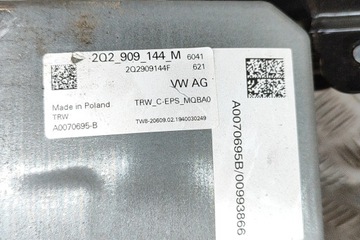 2Q2_909_144_M 6041
2Q2909144F 621
VW AG
Made in Poland
TRW
A0070695-B
TRW_C-EPS_MQBA0
TW8-20609.02.1940030249
A0070695B/00993866